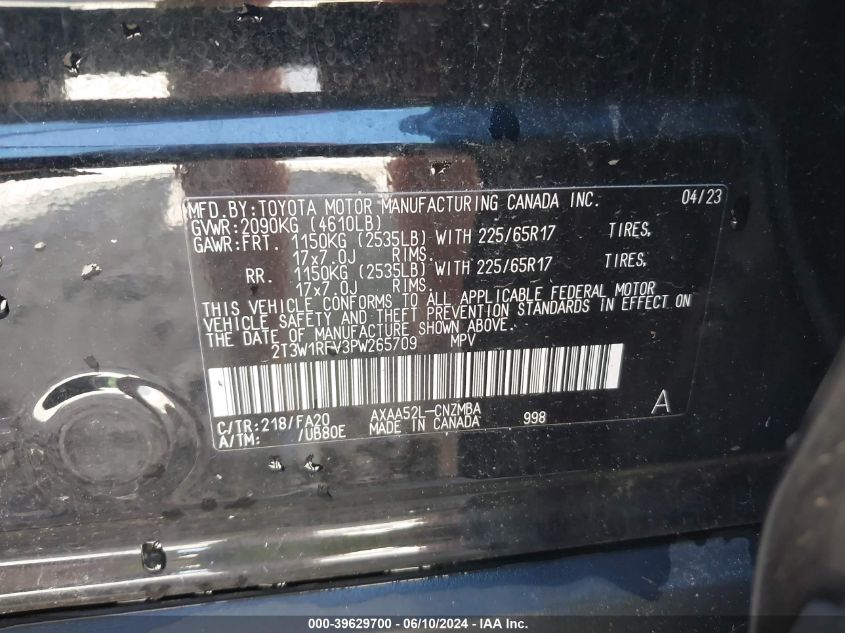 MFD.BY:TOYOTA MOTOR MANUFACTURING CANADA INC. 04/23
GVWR:2090KG (4610LB)
GAWR:FRT. 1150KG (2535LB) WITH 225/65R17 TIRES,
17x7.0J RIMS.
RR. 1150KG (2535LB) WITH 225/65R17 TIRES,
17x7.0J RIMS.
THIS VEHICLE CONFORMS TO ALL APPLICABLE FEDERAL MOTOR
VEHICLE SAFETY AND THEFT PREVENTION STANDARDS IN EFFECT ON
THE DATE OF MANUFACTURE SHOWN ABOVE.
2T3W1RFV3PW265709 MPV
C/TR:218/FA20 AXAA52L-CNZMBA 998 A
A/TM: /UB80E MADE IN CANADA
000-39629700 - 06/10/2024 - IAA Inc.